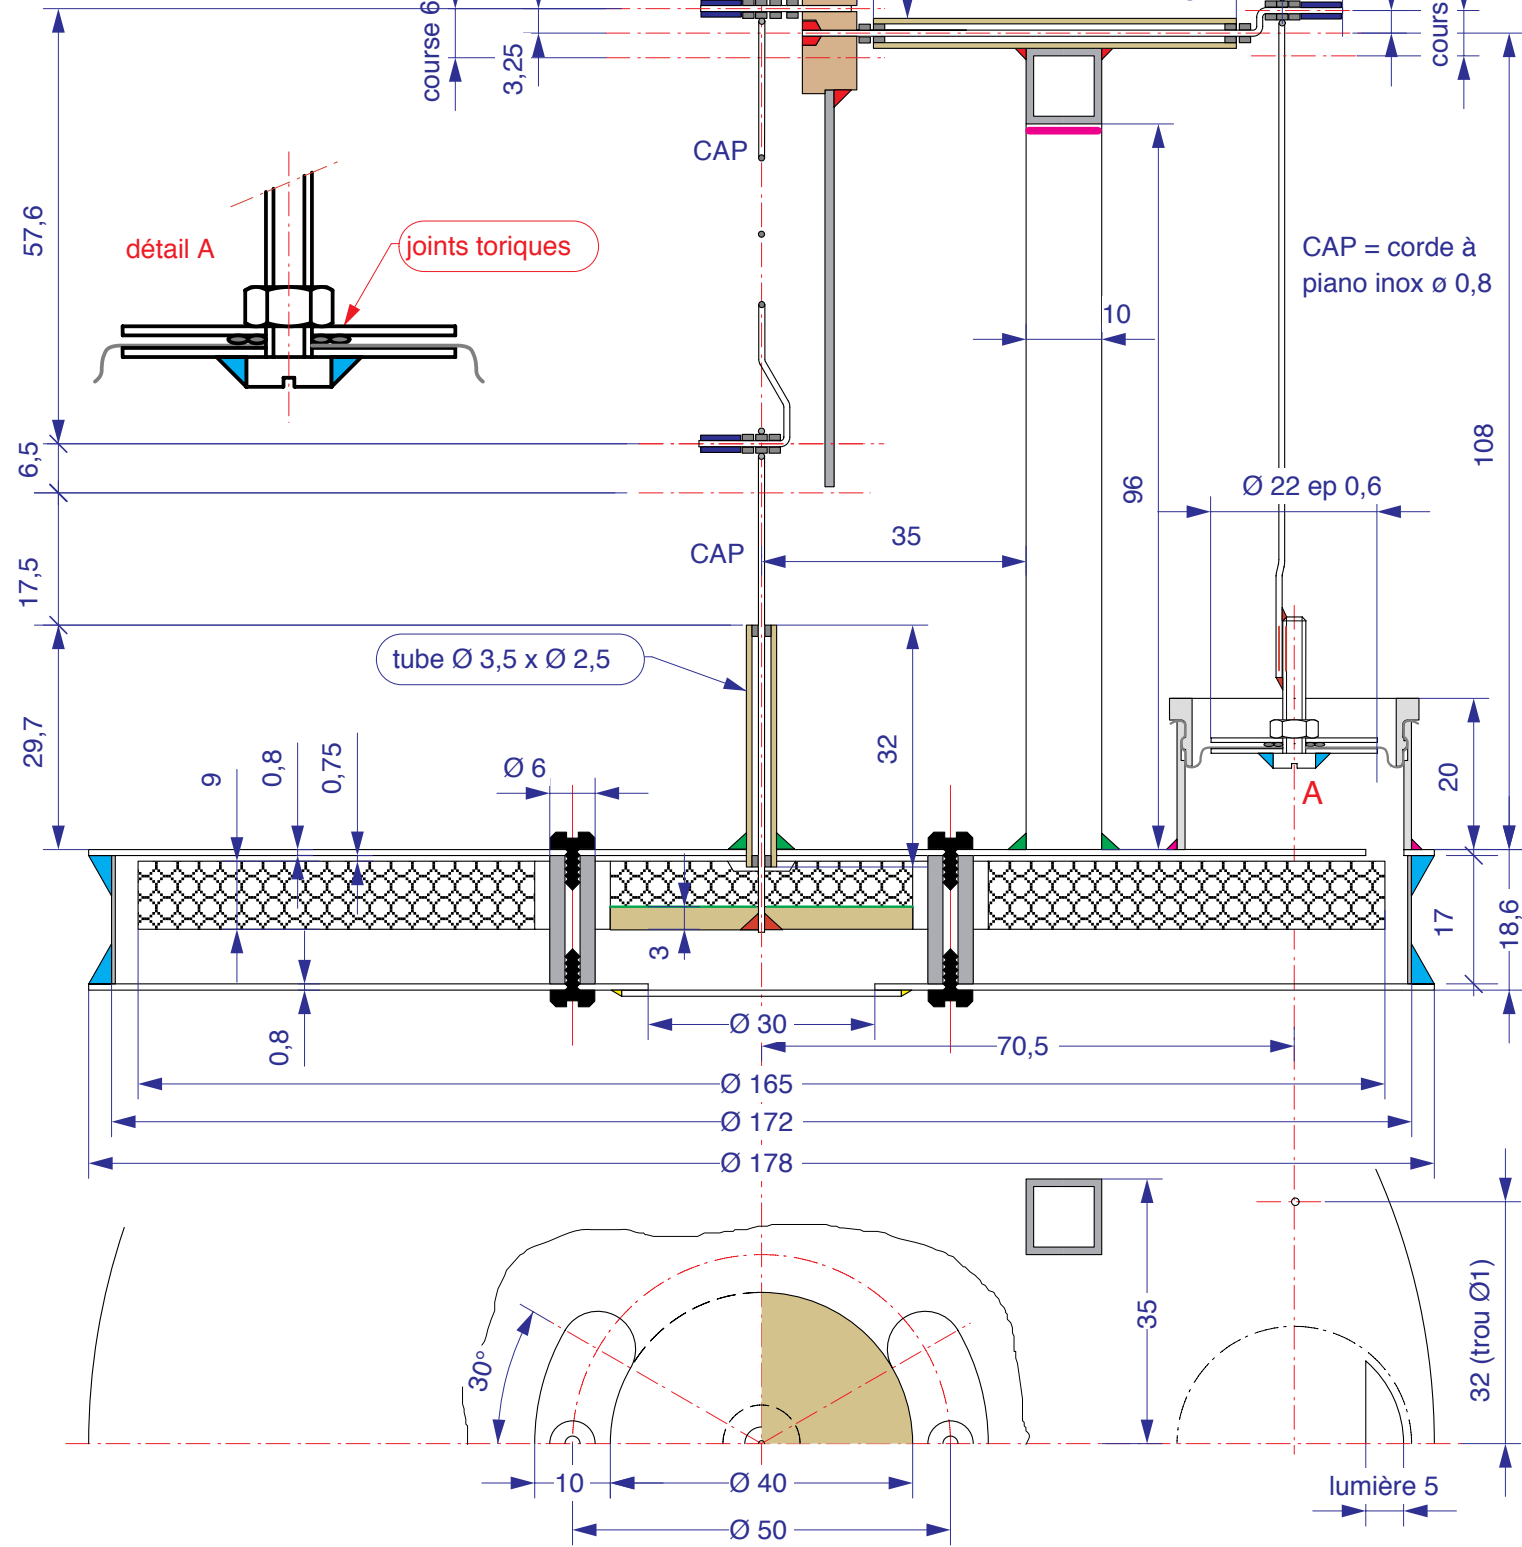 course 6
3,25
cours
CAP
57,6
détail A
joints toriques
CAP = corde à
piano inox ø 0,8
10
108
6,5
96
Ø 22 ep 0,6
35
CAP
17,5
tube Ø 3,5 x Ø 2,5
29,7
9
0,8
0,75
Ø 6
32
20
A
3
17
18,6
0,8
Ø 30
70,5
Ø 165
Ø 172
Ø 178
30°
35
32 (trou Ø1)
10
Ø 40
lumière 5
Ø 50